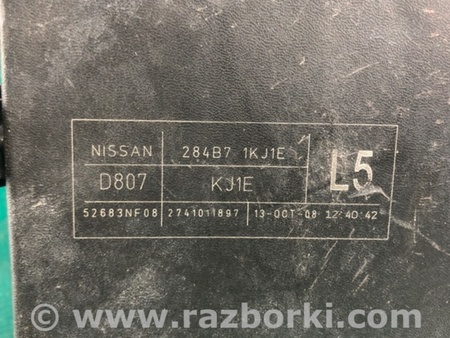 NISSAN 284B7 1KJ1E L5
D807 KJ1E
52683NF08 2741011897 13-OCT-08 12:40:42
www.razborki.com